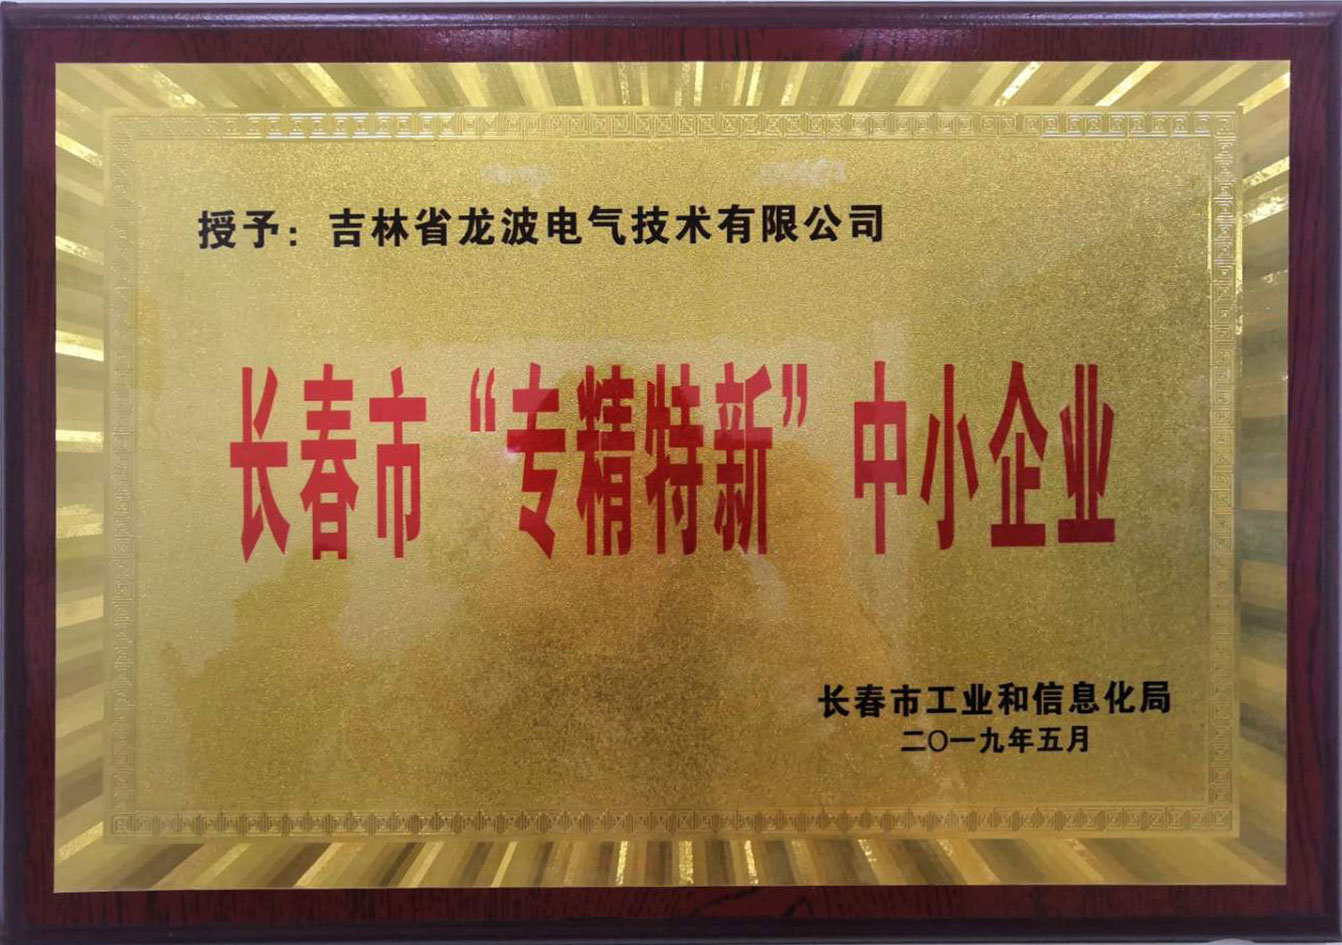 授予：吉林省龙波电气技术有限公司
长春市“专精特新”中小企业
长春市工业和信息化局
二〇一九年五月